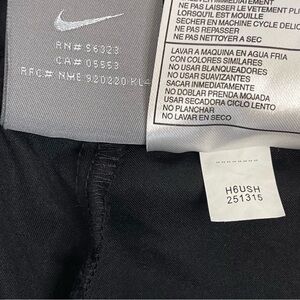 RN# 56323
CA# 05553
RFC# NME 920220 KL4
NE PAS LAISSER LE VETEMENT PLI
LORSQU'IL EST MOUILLE
SECHER EN MACHINE CYCLE DELIC
NE PAS REPASSER
NE PAS NETTOYER A SEC
LAVAR A MAQUINA EN AGUA FRIA
CON COLORES SIMILARES
NO USAR BLANQUEADORES
NO USAR SUAVIZANTES
SACAR INMEDIATAMENTE
NO DOBLAR PRENDA MOJADA
USAR SECADORA CICLO LENTO
NO PLANCHAR
NO LAVAR EN SECO
H6USH
251315